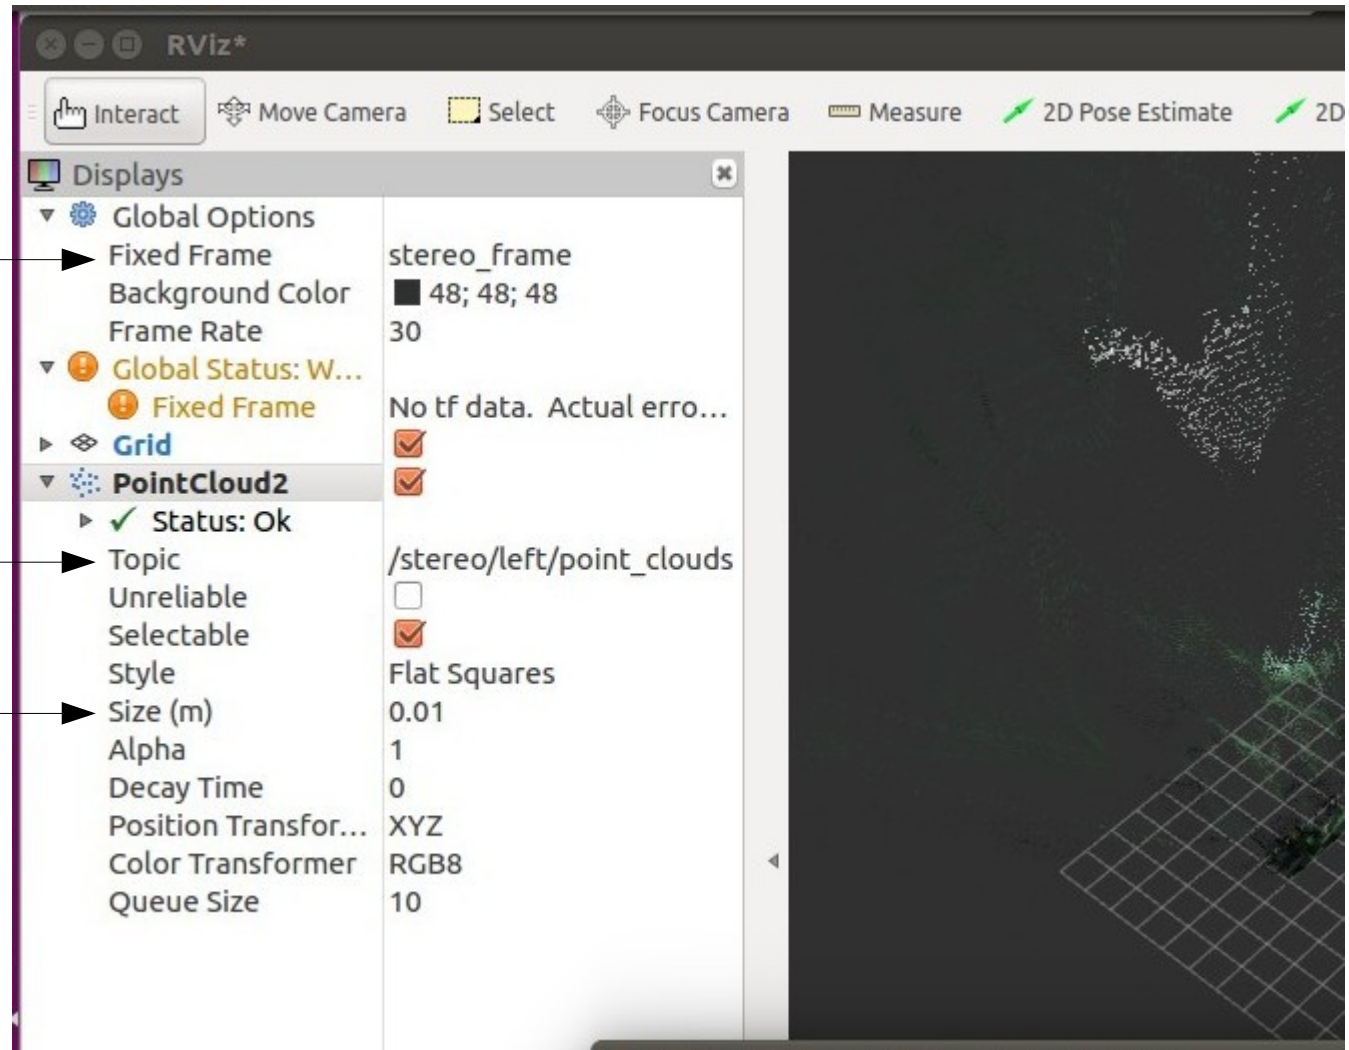 RViz*
Interact Move Camera Select Focus Camera Measure 2D Pose Estimate 2D
Displays
Global Options
Fixed Frame stereo_frame
Background Color 48; 48; 48
Frame Rate 30
Global Status: W...
Fixed Frame No tf data. Actual erro...
Grid
PointCloud2
Status: Ok
Topic /stereo/left/point_clouds
Unreliable
Selectable
Style Flat Squares
Size (m) 0.01
Alpha 1
Decay Time 0
Position Transfor... XYZ
Color Transformer RGB8
Queue Size 10